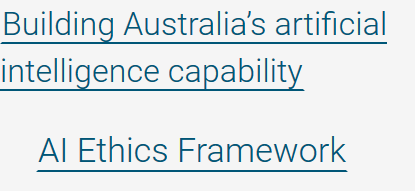 Building Australia’s artificial
intelligence capability
AI Ethics Framework